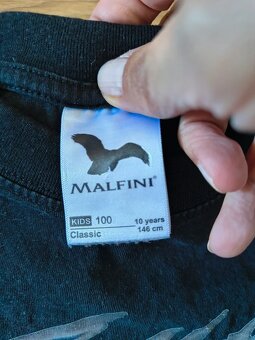 MALFINI®
KIDS 100 10 years
Classic 146 cm